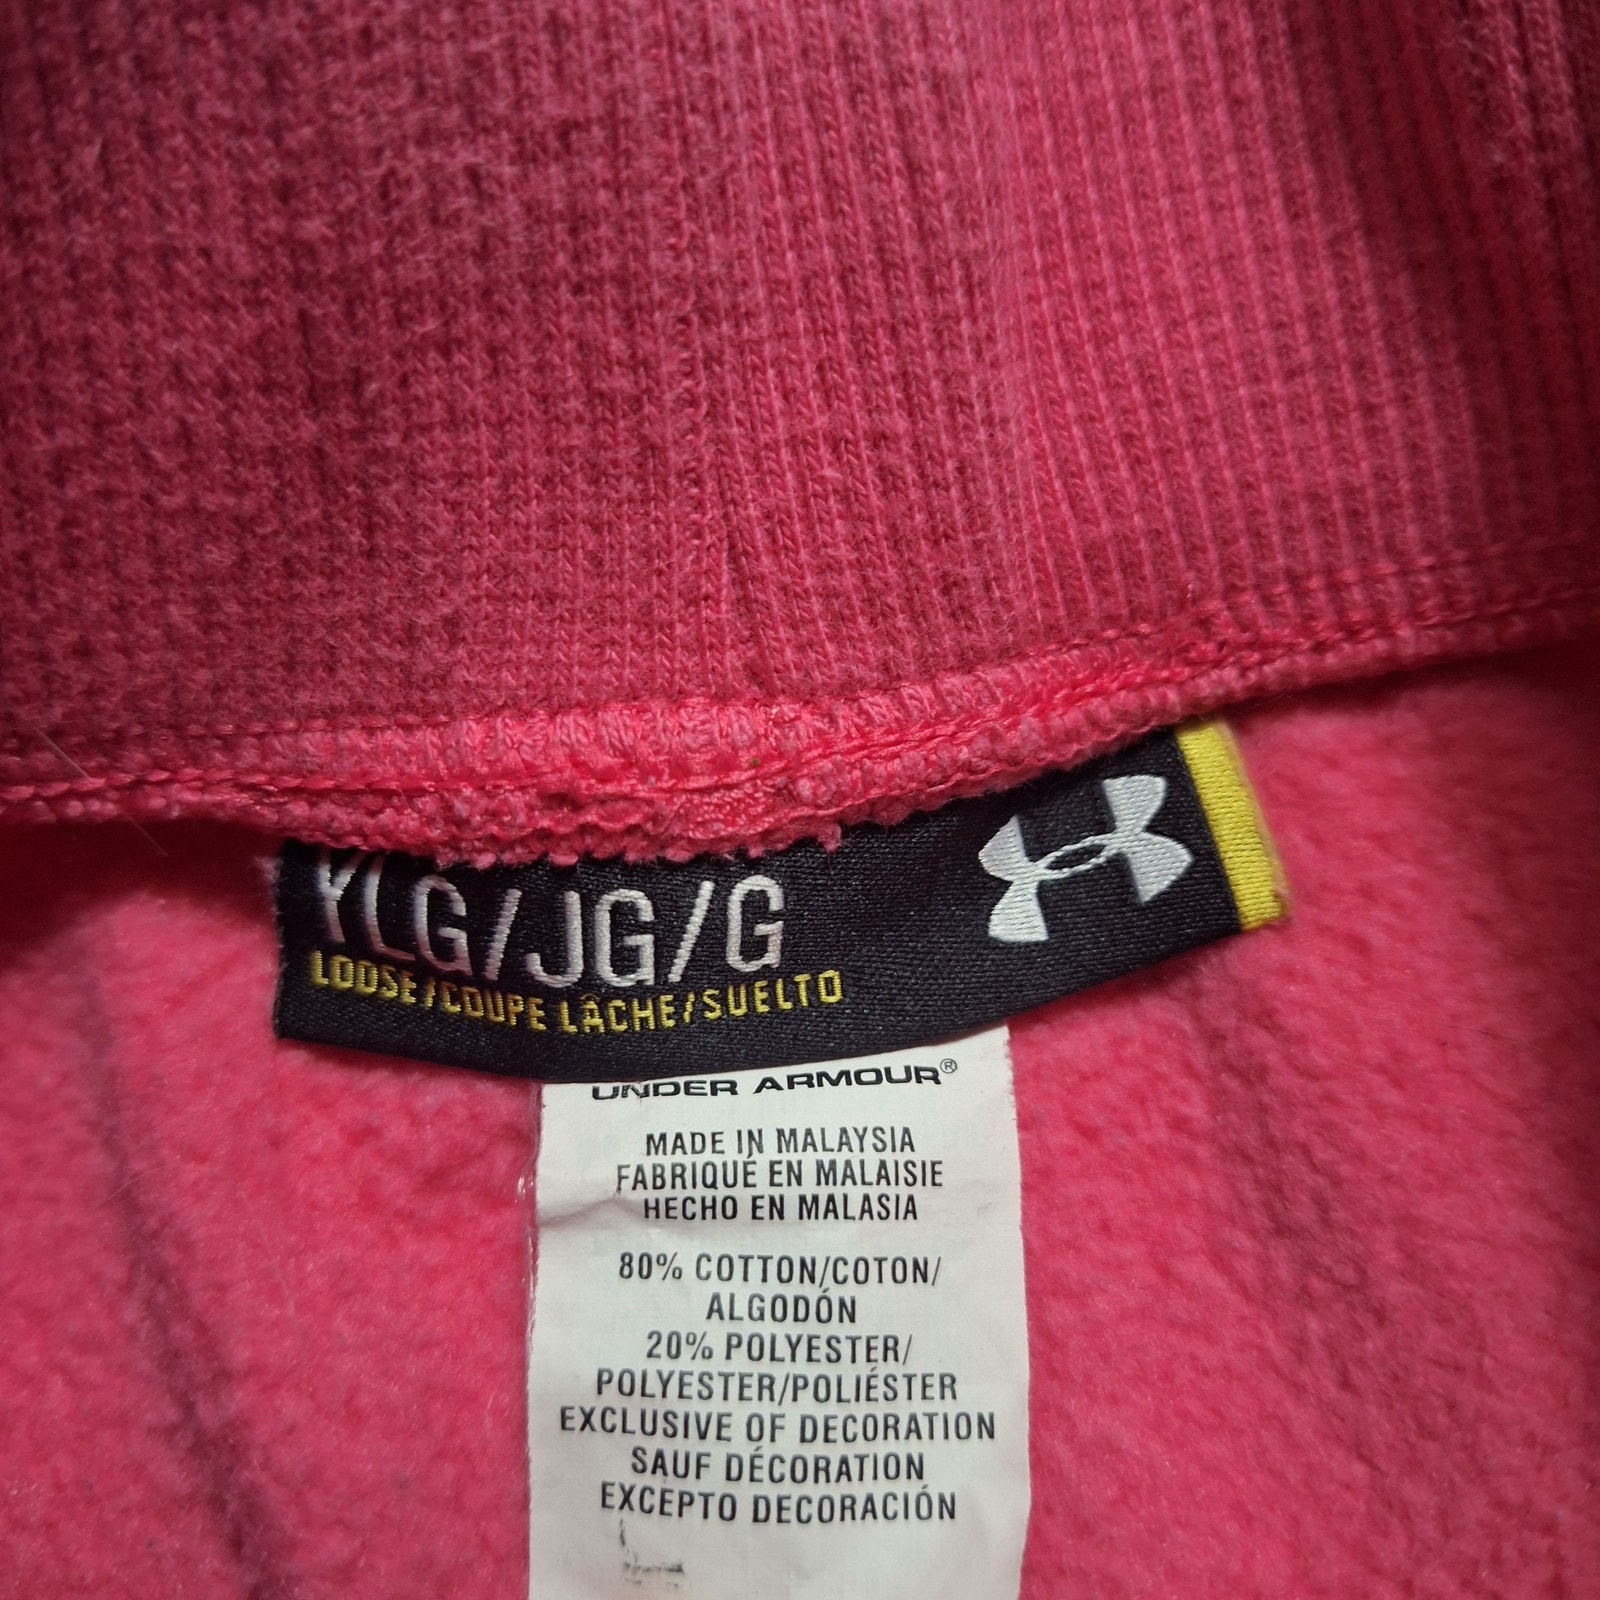 YLG/JG/G
LOOSE/COUPE LÂCHE/SUELTO
UNDER ARMOUR®
MADE IN MALAYSIA
FABRIQUÉ EN MALAISIE
HECHO EN MALASIA
80% COTTON/COTON/
ALGODÓN
20% POLYESTER/
POLYESTER/POLIÉSTER
EXCLUSIVE OF DECORATION
SAUF DÉCORATION
EXCEPTO DECORACIÓN